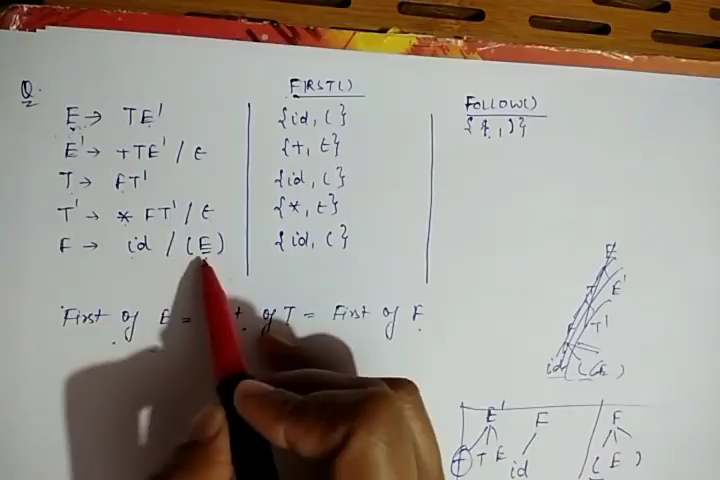 Q.
FIRST()
FOLLOW()
E → TE' {id, (} {$, )}
E' → +TE' / ϵ {+, ϵ}
T → FT' {id, (}
T' → * FT' / ϵ {*, ϵ}
F → id / (E) {id, (}
First of E = of T = First of F
E
T E'
F T'
id ( (E)
E' F F
+ T E id ( E )